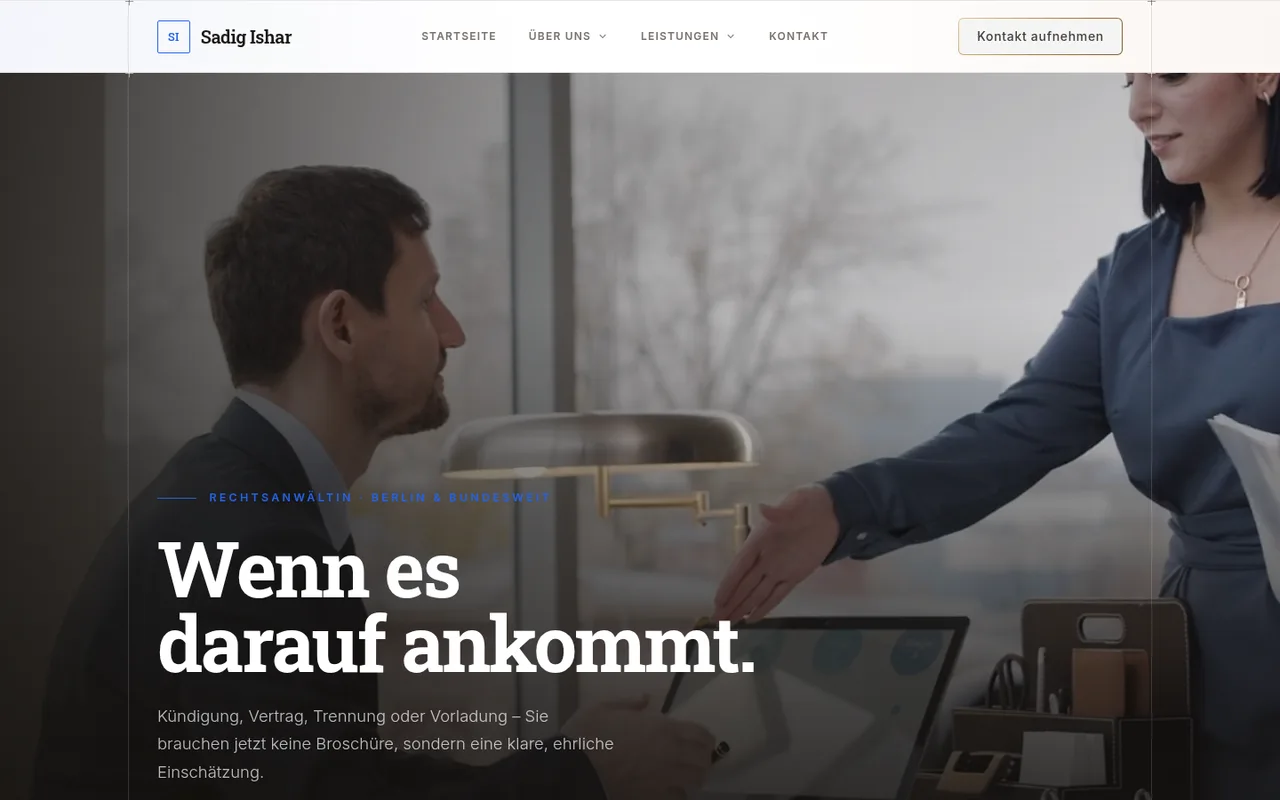 SI
Sadig Ishar
STARTSEITE
ÜBER UNS
LEISTUNGEN
KONTAKT
Kontakt aufnehmen
RECHTSANWÄLTIN · BERLIN & BUNDESWEIT
Wenn es
darauf ankommt.
Kündigung, Vertrag, Trennung oder Vorladung – Sie
brauchen jetzt keine Broschüre, sondern eine klare, ehrliche
Einschätzung.